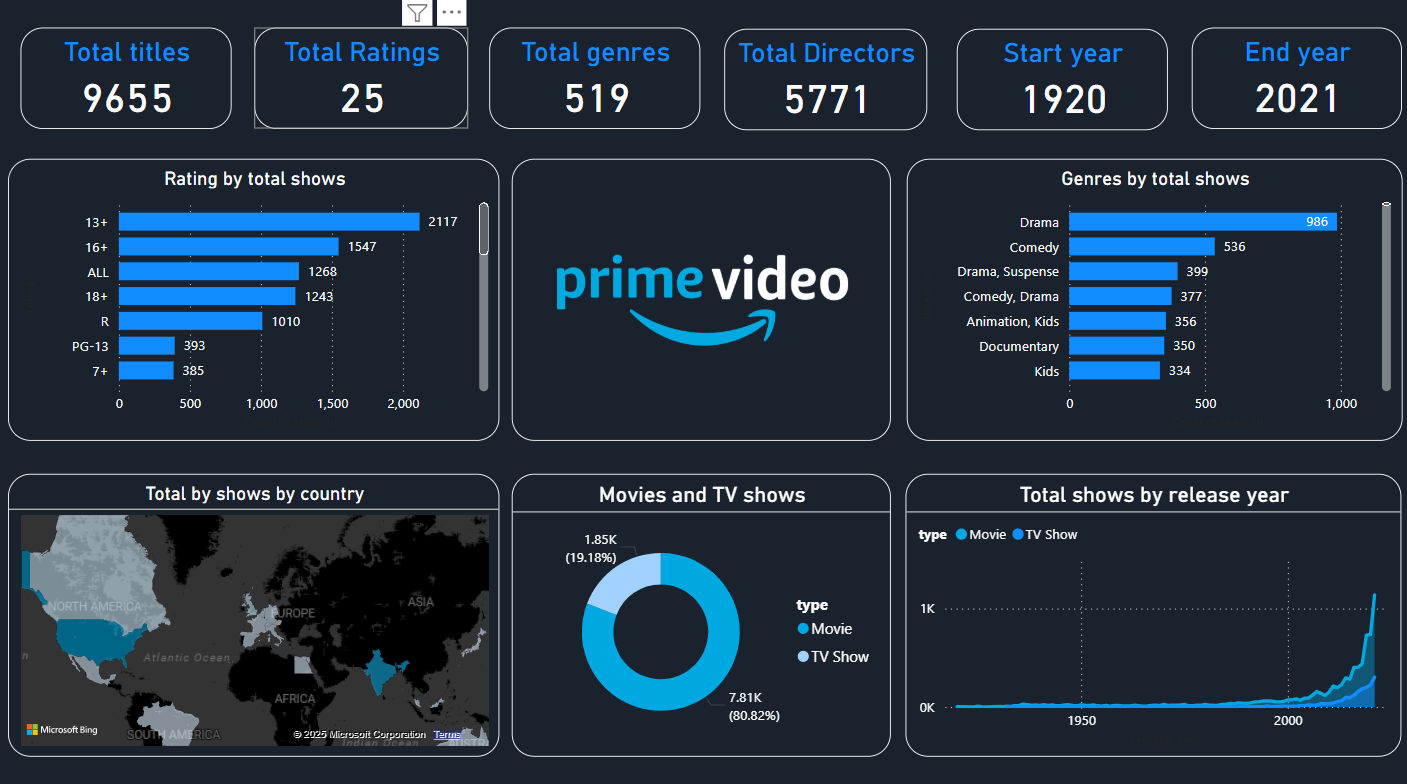 Total titles
9655
Total Ratings
25
Total genres
519
Total Directors
5771
Start year
1920
End year
2021
Rating by total shows
13+ 2117
16+ 1547
ALL 1268
18+ 1243
R 1010
PG-13 393
7+ 385
0 500 1,000 1,500 2,000
prime video
Genres by total shows
Drama 986
Comedy 536
Drama, Suspense 399
Comedy, Drama 377
Animation, Kids 356
Documentary 350
Kids 334
0 500 1,000
Total by shows by country
NORTH AMERICA
EUROPE
ASIA
Atlantic Ocean
AFRICA
SOUTH AMERICA
Indian Ocean
Microsoft Bing
© 2025 Microsoft Corporation Terms
Movies and TV shows
1.85K
(19.18%)
type
Movie
TV Show
7.81K
(80.82%)
Total shows by release year
type Movie TV Show
1K
0K
1950 2000